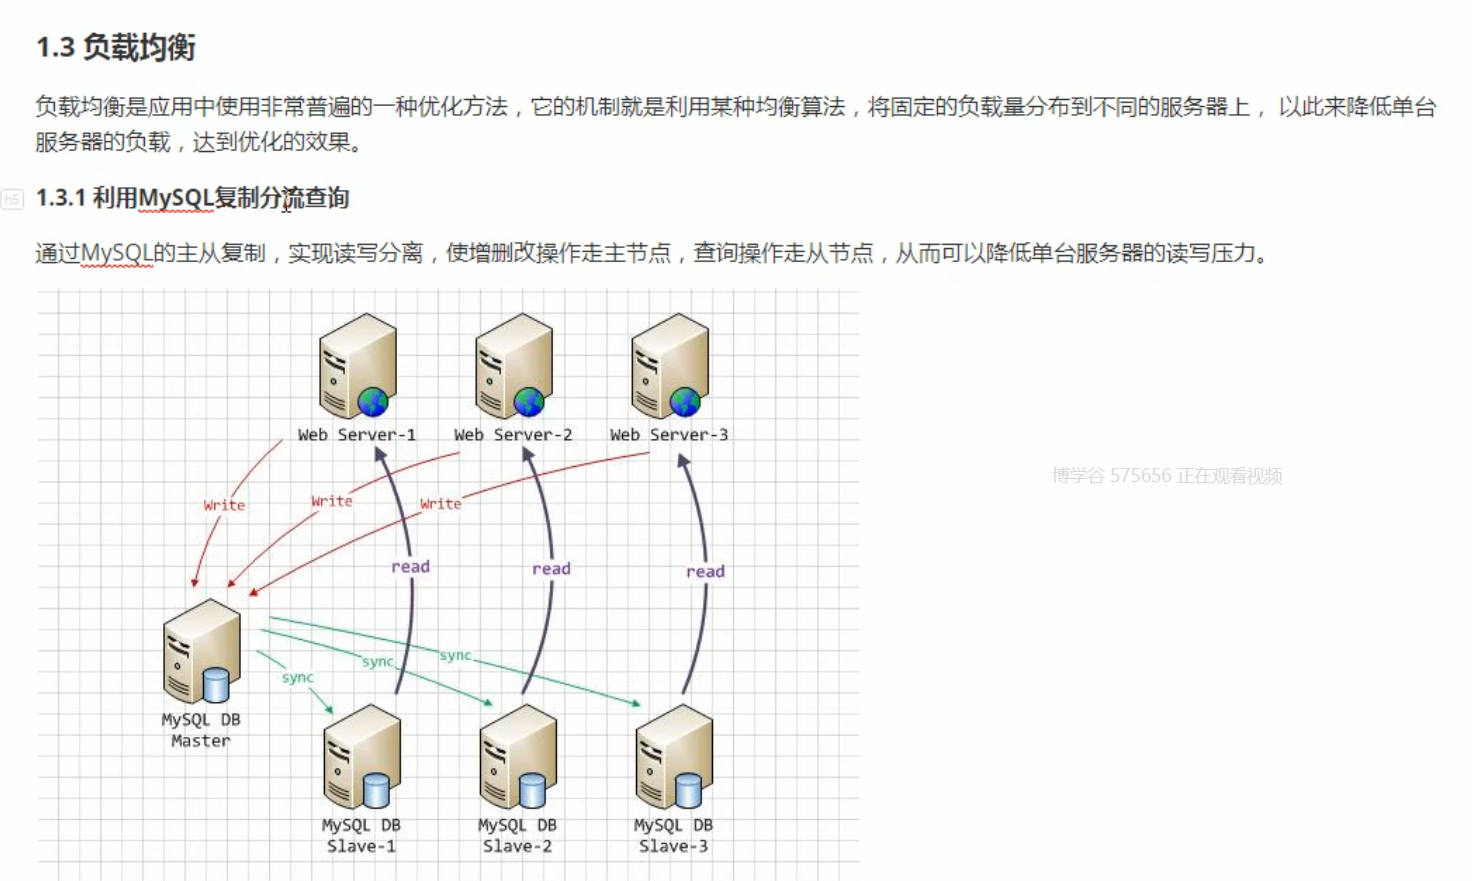 1.3 负载均衡
负载均衡是应用中使用非常普遍的一种优化方法，它的机制就是利用某种均衡算法，将固定的负载量分布到不同的服务器上， 以此来降低单台
服务器的负载，达到优化的效果。
h5
1.3.1 利用MySQL复制分流查询
通过MySQL的主从复制，实现读写分离，使增删改操作走主节点，查询操作走从节点，从而可以降低单台服务器的读写压力。
Web Server-1 Web Server-2 Web Server-3
博学谷 575656 正在观看视频
Write Write Write
read read read
sync sync sync
MySQL DB
Master
MySQL DB MySQL DB MySQL DB
Slave-1 Slave-2 Slave-3